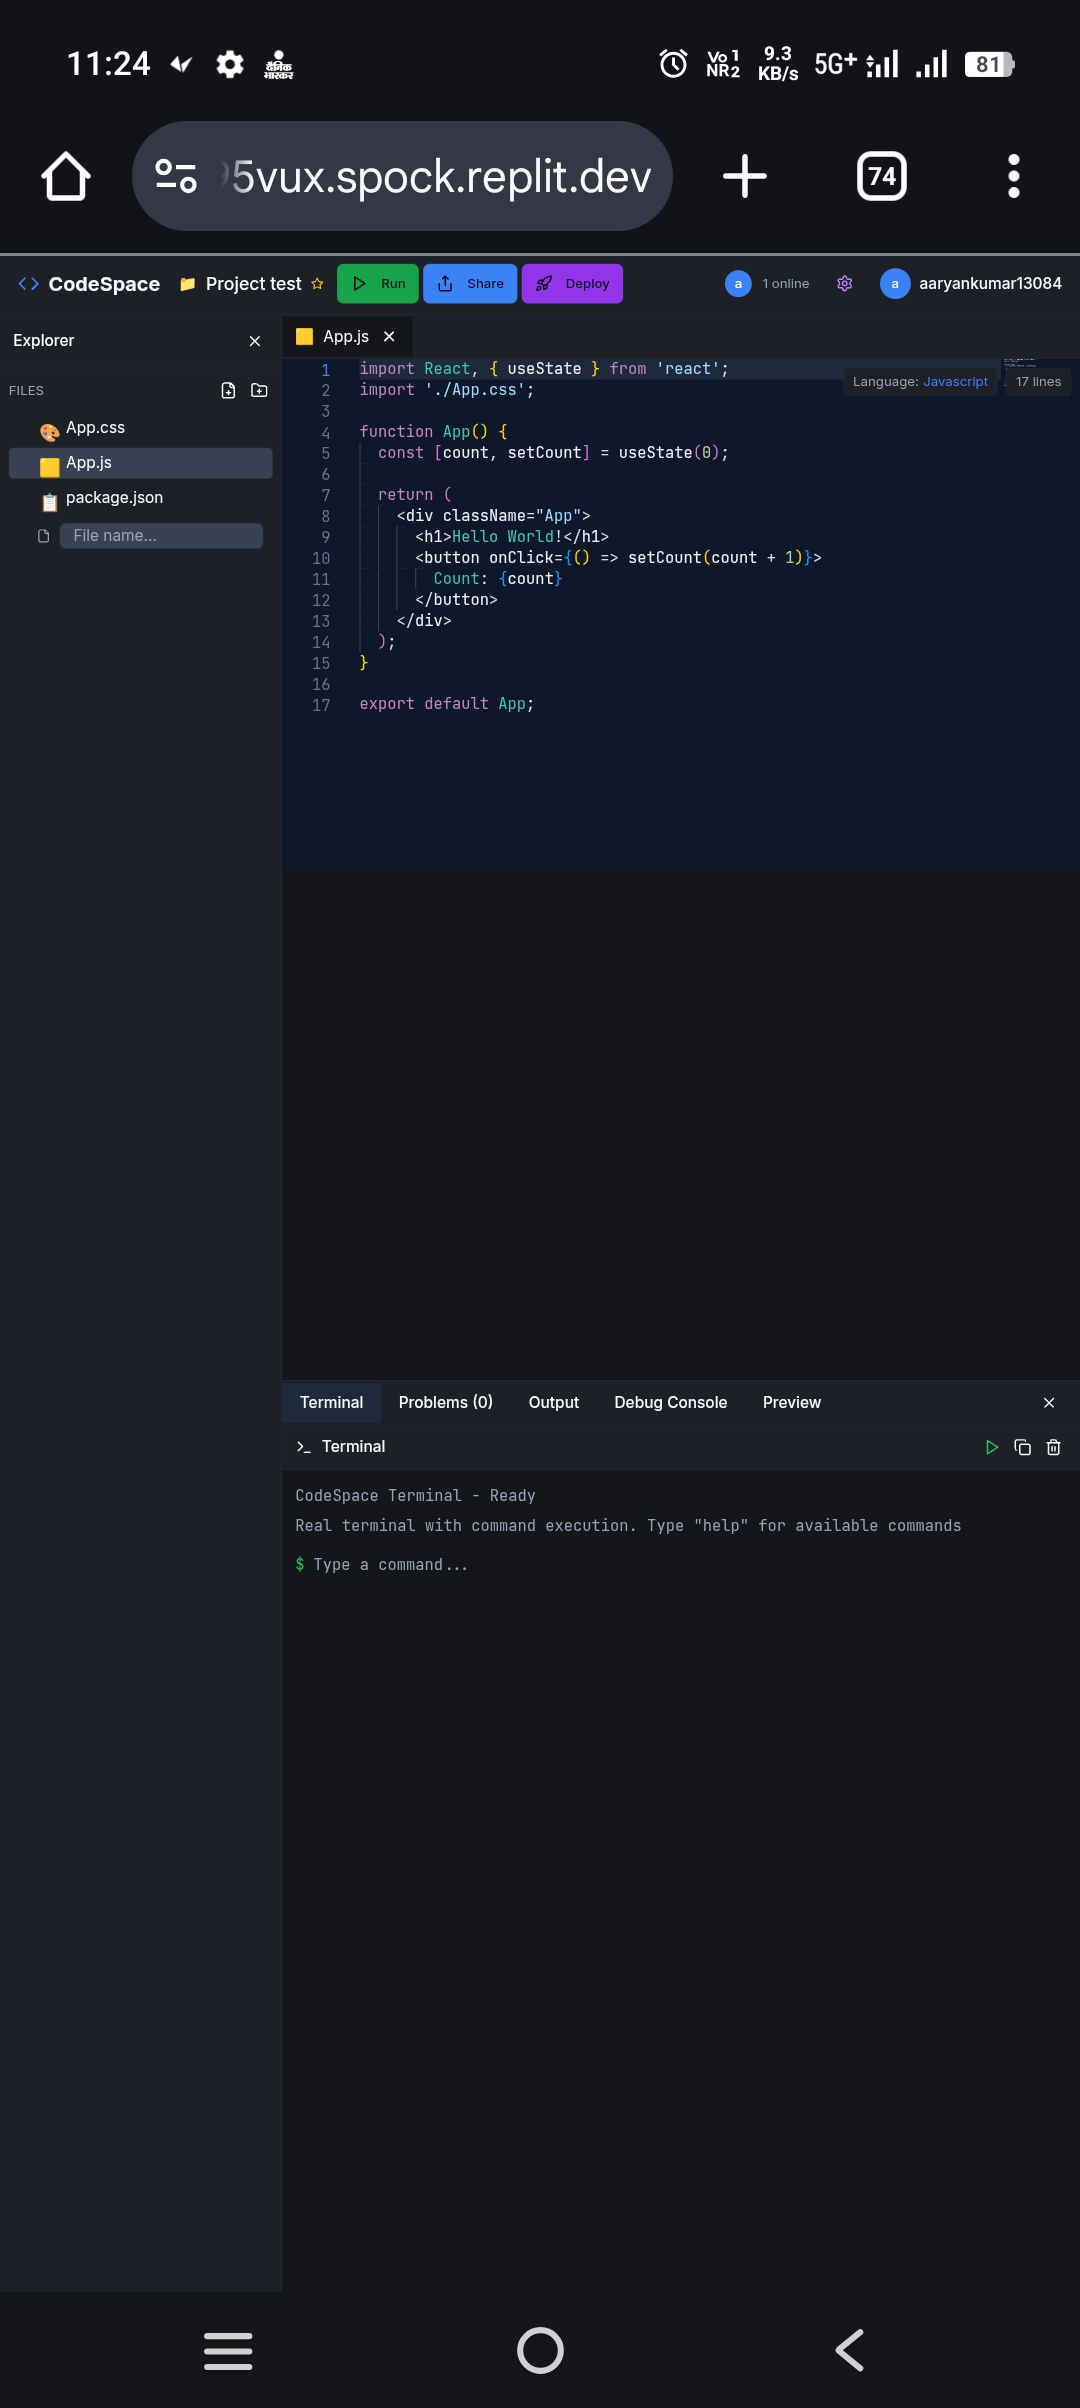 11:24
दैनिक
भास्कर
Vo 1
NR2
9.3
KB/s
5G+
81
5vux.spock.replit.dev
74
<> CodeSpace
Project test
Run
Share
Deploy
a
1 online
a
aaryankumar13084
Explorer
App.js
FILES
App.css
App.js
package.json
File name...
Language: Javascript
17 lines
1 import React, { useState } from 'react';
2 import './App.css';
3
4 function App() {
5 const [count, setCount] = useState(0);
6
7 return (
8 <div className="App">
9 <h1>Hello World!</h1>
10 <button onClick={() => setCount(count + 1)}>
11 Count: {count}
12 </button>
13 </div>
14 );
15 }
16
17 export default App;
Terminal
Problems (0)
Output
Debug Console
Preview
>_ Terminal
CodeSpace Terminal - Ready
Real terminal with command execution. Type "help" for available commands
$ Type a command...